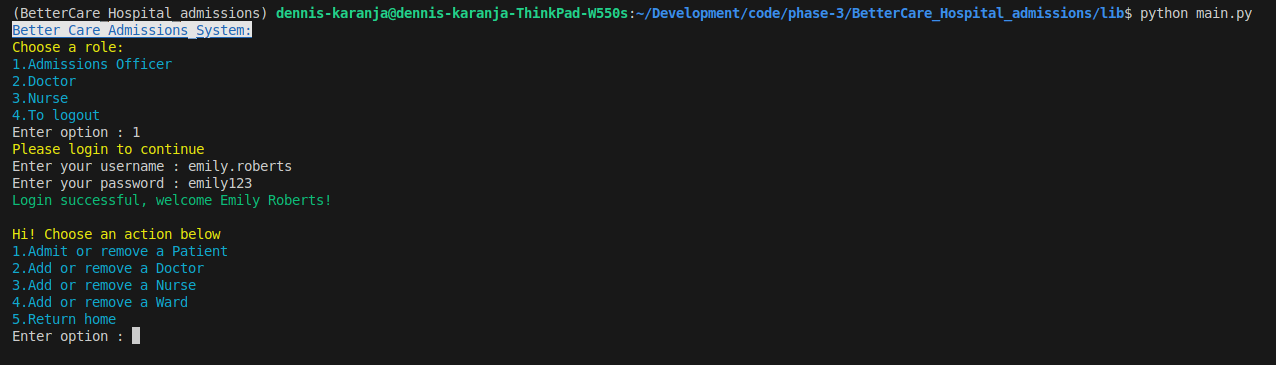 (BetterCare_Hospital_admissions) dennis-karanja@dennis-karanja-ThinkPad-W550s:~/Development/code/phase-3/BetterCare_Hospital_admissions/lib$ python main.py
Better Care Admissions System:
Choose a role:
1.Admissions Officer
2.Doctor
3.Nurse
4.To logout
Enter option : 1
Please login to continue
Enter your username : emily.roberts
Enter your password : emily123
Login successful, welcome Emily Roberts!
Hi! Choose an action below
1.Admit or remove a Patient
2.Add or remove a Doctor
3.Add or remove a Nurse
4.Add or remove a Ward
5.Return home
Enter option :